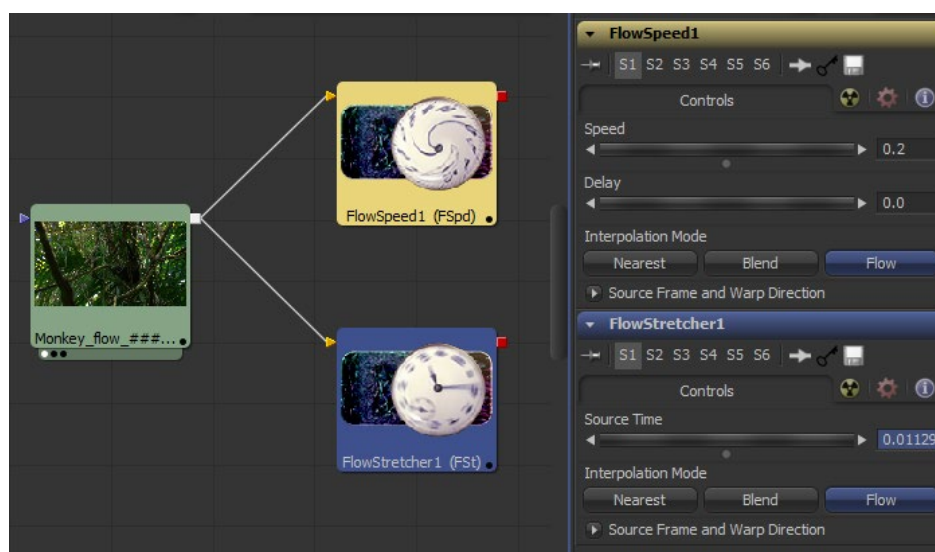 FlowSpeed1
S1 S2 S3 S4 S5 S6
Controls
Speed
0.2
Delay
0.0
Interpolation Mode
Nearest Blend Flow
Source Frame and Warp Direction
FlowStretcher1
S1 S2 S3 S4 S5 S6
Controls
Source Time
0.01129
Interpolation Mode
Nearest Blend Flow
Source Frame and Warp Direction
FlowSpeed1 (FSpd)
Monkey_flow_###...
FlowStretcher1 (FSt)